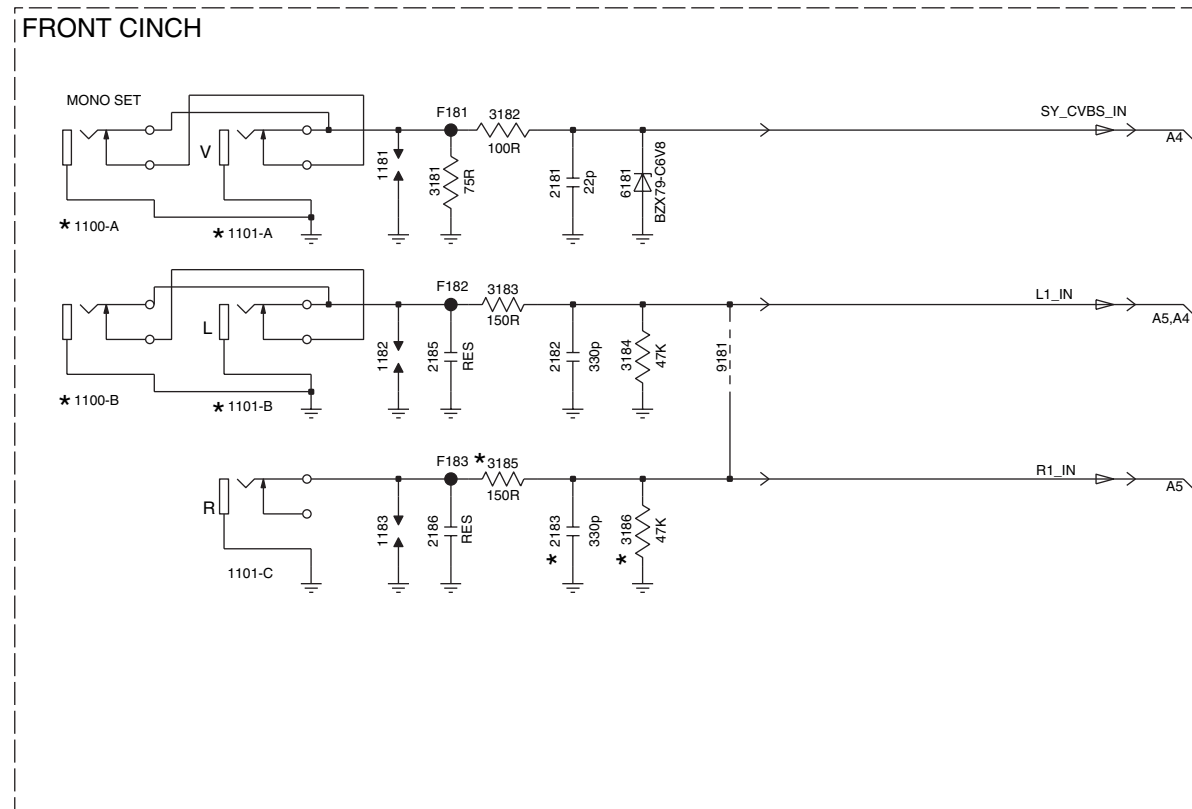 FRONT CINCH
MONO SET
F181
3182
100R
SY_CVBS_IN
A4
V
1181
3181
75R
2181
22p
6181
BZX79-C6V8
* 1100-A
* 1101-A
F182
3183
150R
L1_IN
A5,A4
L
1182
2185
RES
2182
330p
3184
47K
9181
* 1100-B
* 1101-B
F183
* 3185
150R
R1_IN
A5
R
1183
2186
RES
* 2183
330p
* 3186
47K
1101-C